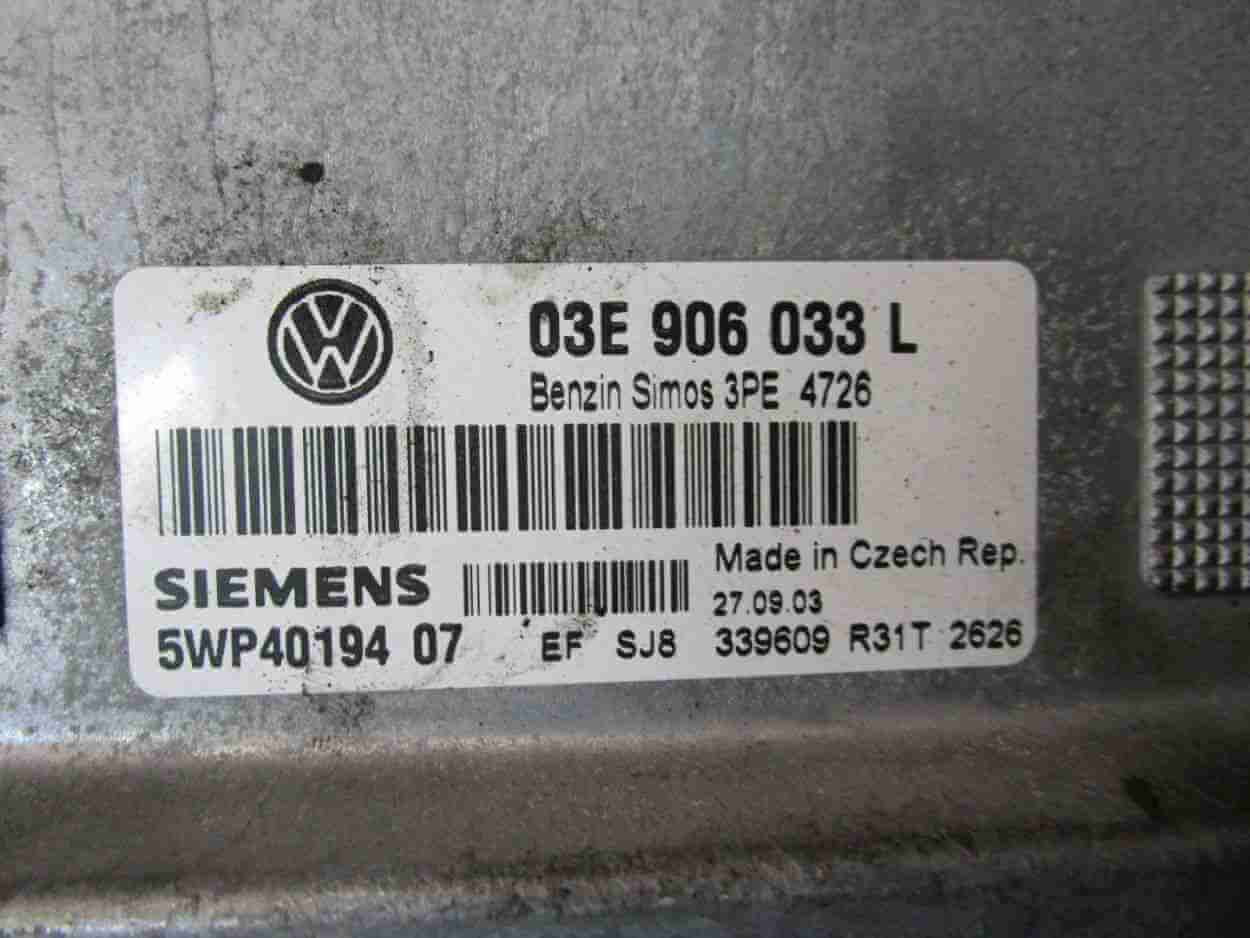 03E 906 033 L
Benzin Simos 3PE 4726
SIEMENS
Made in Czech Rep.
27.09.03
5WP40194 07 EF SJ8 339609 R31T 2626